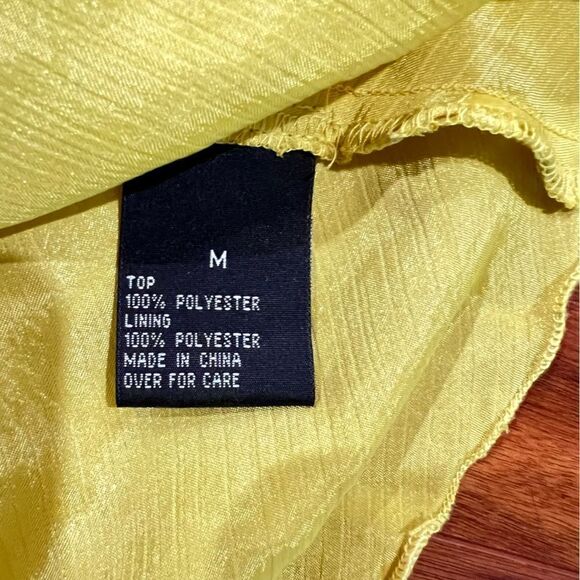 M
TOP
100% POLYESTER
LINING
100% POLYESTER
MADE IN CHINA
OVER FOR CARE